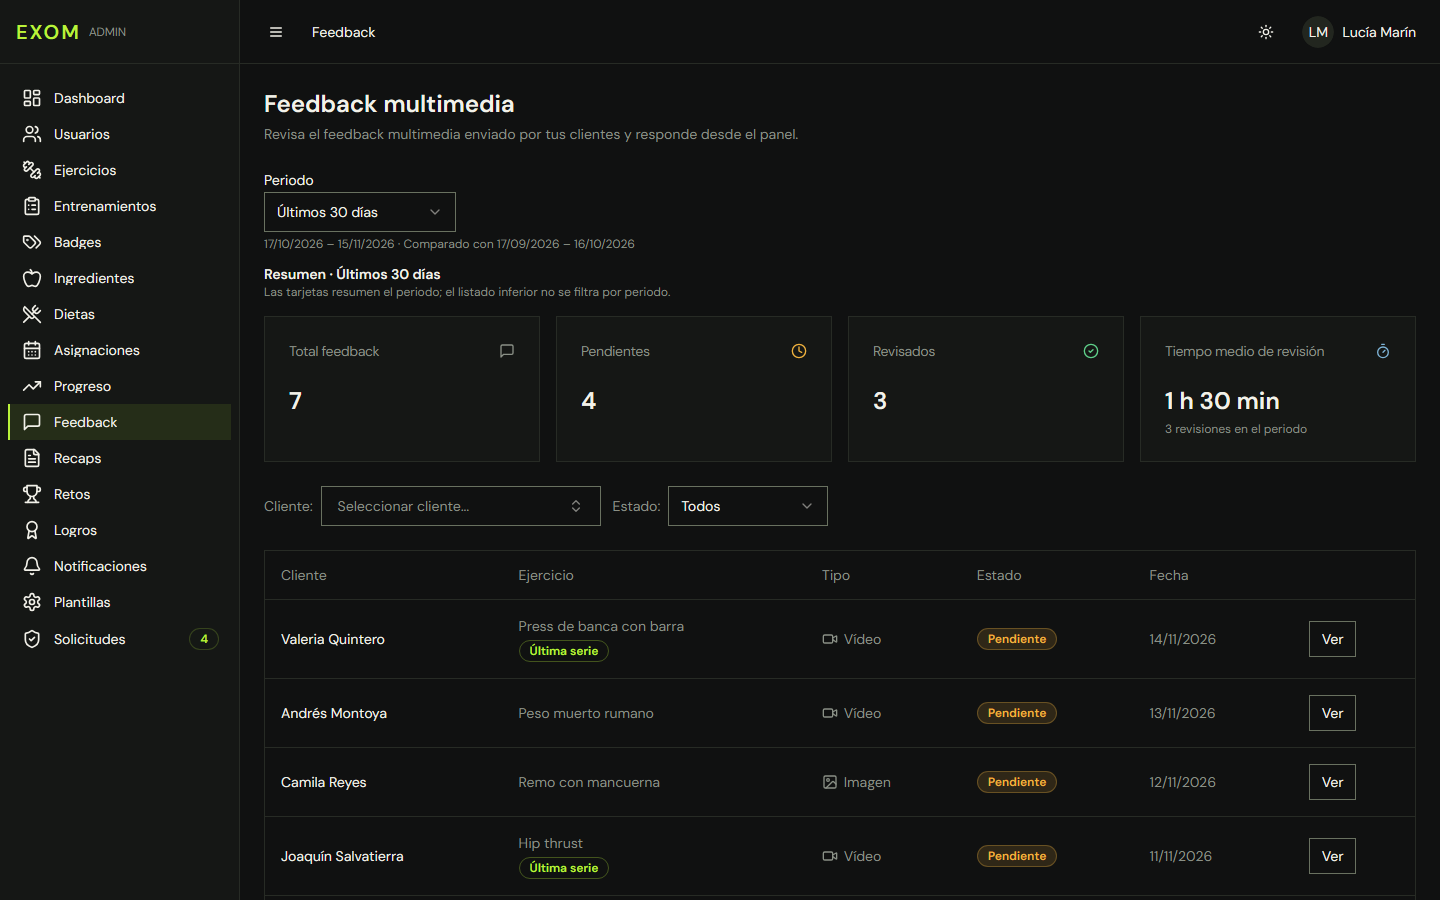 EXOM ADMIN
Feedback
LM Lucía Marín
Dashboard
Usuarios
Ejercicios
Entrenamientos
Badges
Ingredientes
Dietas
Asignaciones
Progreso
Feedback
Recaps
Retos
Logros
Notificaciones
Plantillas
Solicitudes 4
Feedback multimedia
Revisa el feedback multimedia enviado por tus clientes y responde desde el panel.
Periodo
Últimos 30 días
17/10/2026 – 15/11/2026 · Comparado con 17/09/2026 – 16/10/2026
Resumen · Últimos 30 días
Las tarjetas resumen el periodo; el listado inferior no se filtra por periodo.
Total feedback
7
Pendientes
4
Revisados
3
Tiempo medio de revisión
1 h 30 min
3 revisiones en el periodo
Cliente: Seleccionar cliente... Estado: Todos
Cliente Ejercicio Tipo Estado Fecha
Valeria Quintero Press de banca con barra Última serie Vídeo Pendiente 14/11/2026 Ver
Andrés Montoya Peso muerto rumano Vídeo Pendiente 13/11/2026 Ver
Camila Reyes Remo con mancuerna Imagen Pendiente 12/11/2026 Ver
Joaquín Salvatierra Hip thrust Última serie Vídeo Pendiente 11/11/2026 Ver